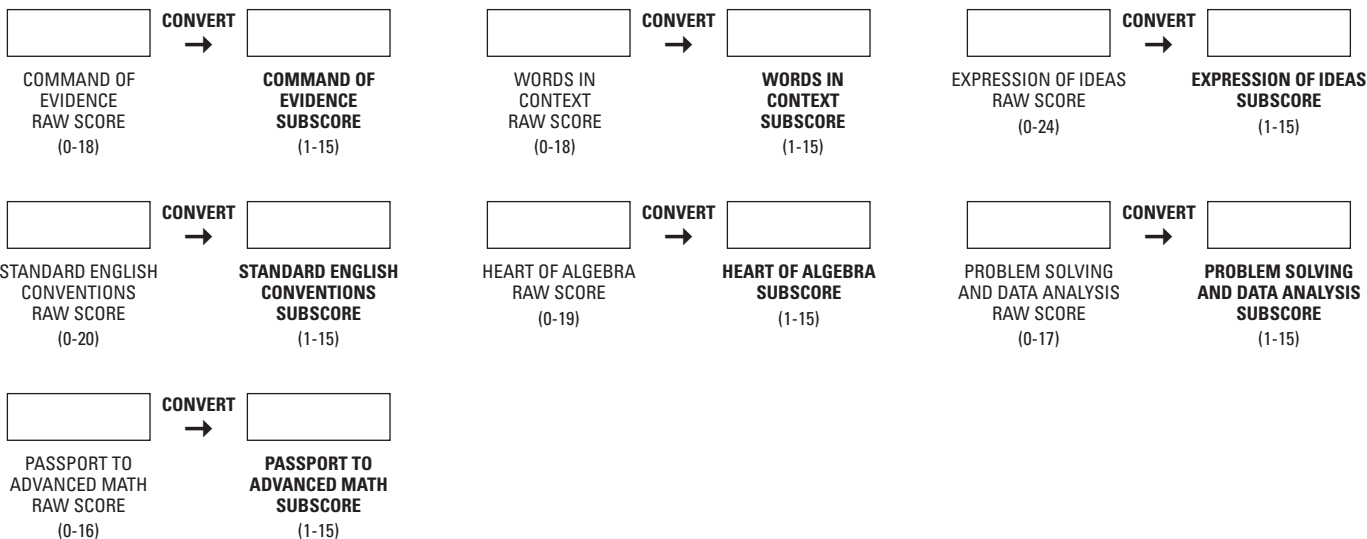 CONVERT
→
COMMAND OF
EVIDENCE
RAW SCORE
(0-18)
COMMAND OF
EVIDENCE
SUBSCORE
(1-15)
CONVERT
→
WORDS IN
CONTEXT
RAW SCORE
(0-18)
WORDS IN
CONTEXT
SUBSCORE
(1-15)
CONVERT
→
EXPRESSION OF IDEAS
RAW SCORE
(0-24)
EXPRESSION OF IDEAS
SUBSCORE
(1-15)
CONVERT
→
STANDARD ENGLISH
CONVENTIONS
RAW SCORE
(0-20)
STANDARD ENGLISH
CONVENTIONS
SUBSCORE
(1-15)
CONVERT
→
HEART OF ALGEBRA
RAW SCORE
(0-19)
HEART OF ALGEBRA
SUBSCORE
(1-15)
CONVERT
→
PROBLEM SOLVING
AND DATA ANALYSIS
RAW SCORE
(0-17)
PROBLEM SOLVING
AND DATA ANALYSIS
SUBSCORE
(1-15)
CONVERT
→
PASSPORT TO
ADVANCED MATH
RAW SCORE
(0-16)
PASSPORT TO
ADVANCED MATH
SUBSCORE
(1-15)